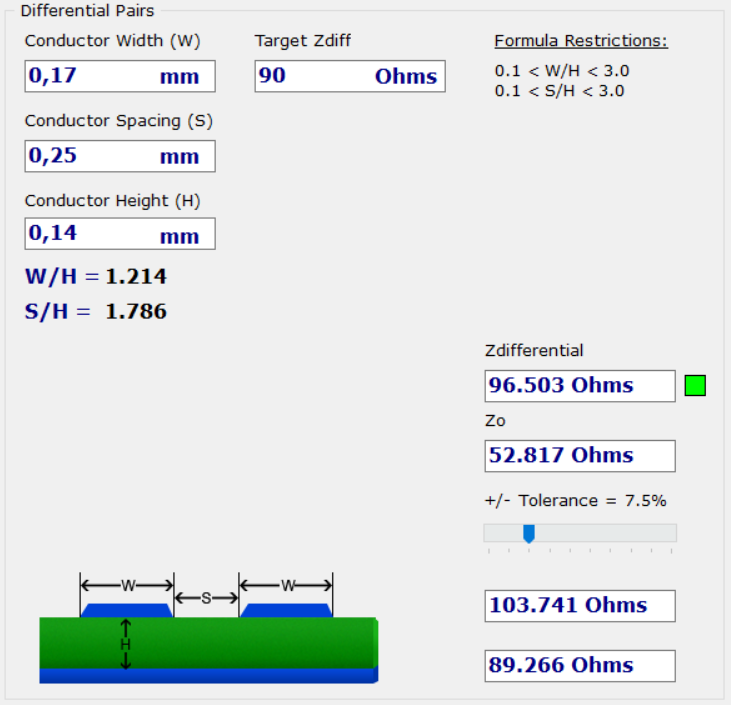 Differential Pairs
Conductor Width (W)
0,17 mm
Target Zdiff
90 Ohms
Formula Restrictions:
0.1 < W/H < 3.0
0.1 < S/H < 3.0
Conductor Spacing (S)
0,25 mm
Conductor Height (H)
0,14 mm
W/H = 1.214
S/H = 1.786
Zdifferential
96.503 Ohms
Zo
52.817 Ohms
+/- Tolerance = 7.5%
103.741 Ohms
89.266 Ohms
W S W
H